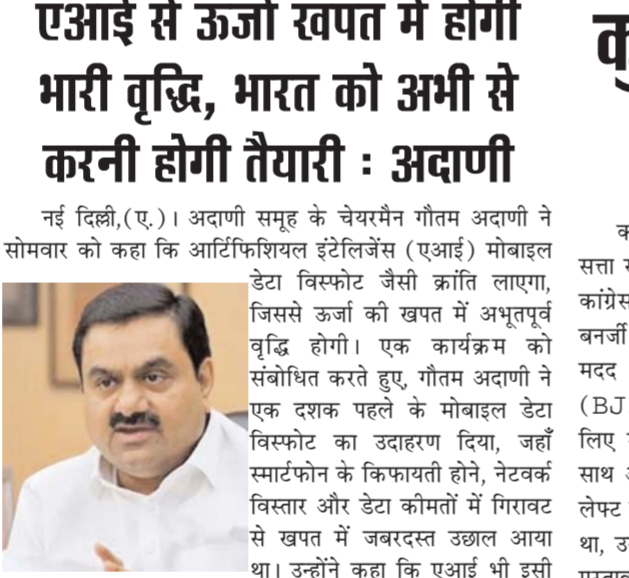 एआई से ऊर्जा खपत में होगी
भारी वृद्धि, भारत को अभी से
करनी होगी तैयारी : अदाणी
नई दिल्ली,(ए.)। अदाणी समूह के चेयरमैन गौतम अदाणी ने
सोमवार को कहा कि आर्टिफिशियल इंटेलिजेंस (एआई) मोबाइल
डेटा विस्फोट जैसी क्रांति लाएगा,
जिससे ऊर्जा की खपत में अभूतपूर्व
वृद्धि होगी। एक कार्यक्रम को
संबोधित करते हुए, गौतम अदाणी ने
एक दशक पहले के मोबाइल डेटा
विस्फोट का उदाहरण दिया, जहाँ
स्मार्टफोन के किफायती होने, नेटवर्क
विस्तार और डेटा कीमतों में गिरावट
से खपत में जबरदस्त उछाल आया
था। उन्होंने कहा कि एआई भी इसी
सत्ता
कांग्रेस
बनर्जी
मदद
(BJ
लिए
साथ
लेफ्ट
था,